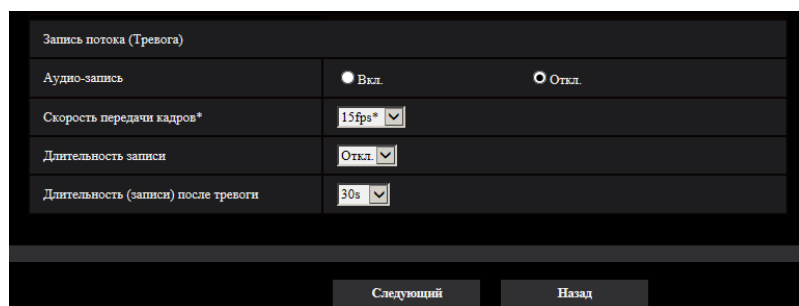 Запись потока (Тревога)
Аудио-запись Вкл. Откл.
Скорость передачи кадров* 15fps*
Длительность записи Откл.
Длительность (записи) после тревоги 30s
Следующий Назад